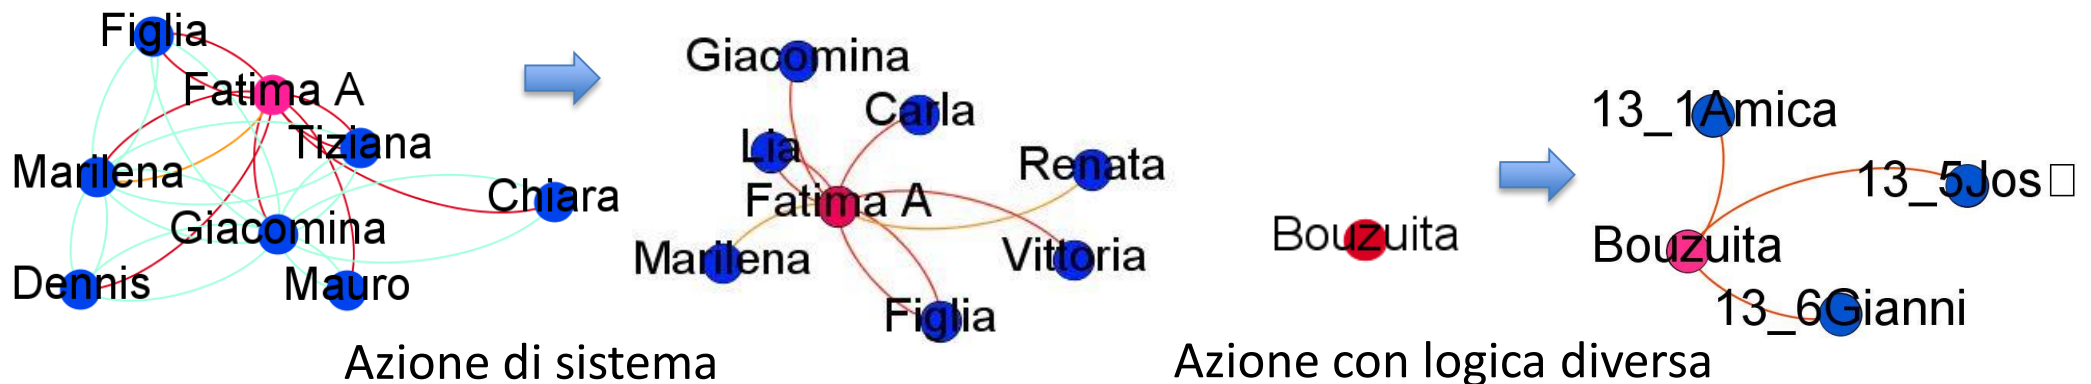 Figlia
Fatima A
Tiziana
Marilena
Chiara
Giacomina
Dennis
Mauro
Giacomina
Carla
Lia
Renata
Fatima A
Marilena
Vittoria
Figlia
Azione di sistema
Bouzuita
13_1Amica
13_5Jos□
Bouzuita
13_6Gianni
Azione con logica diversa